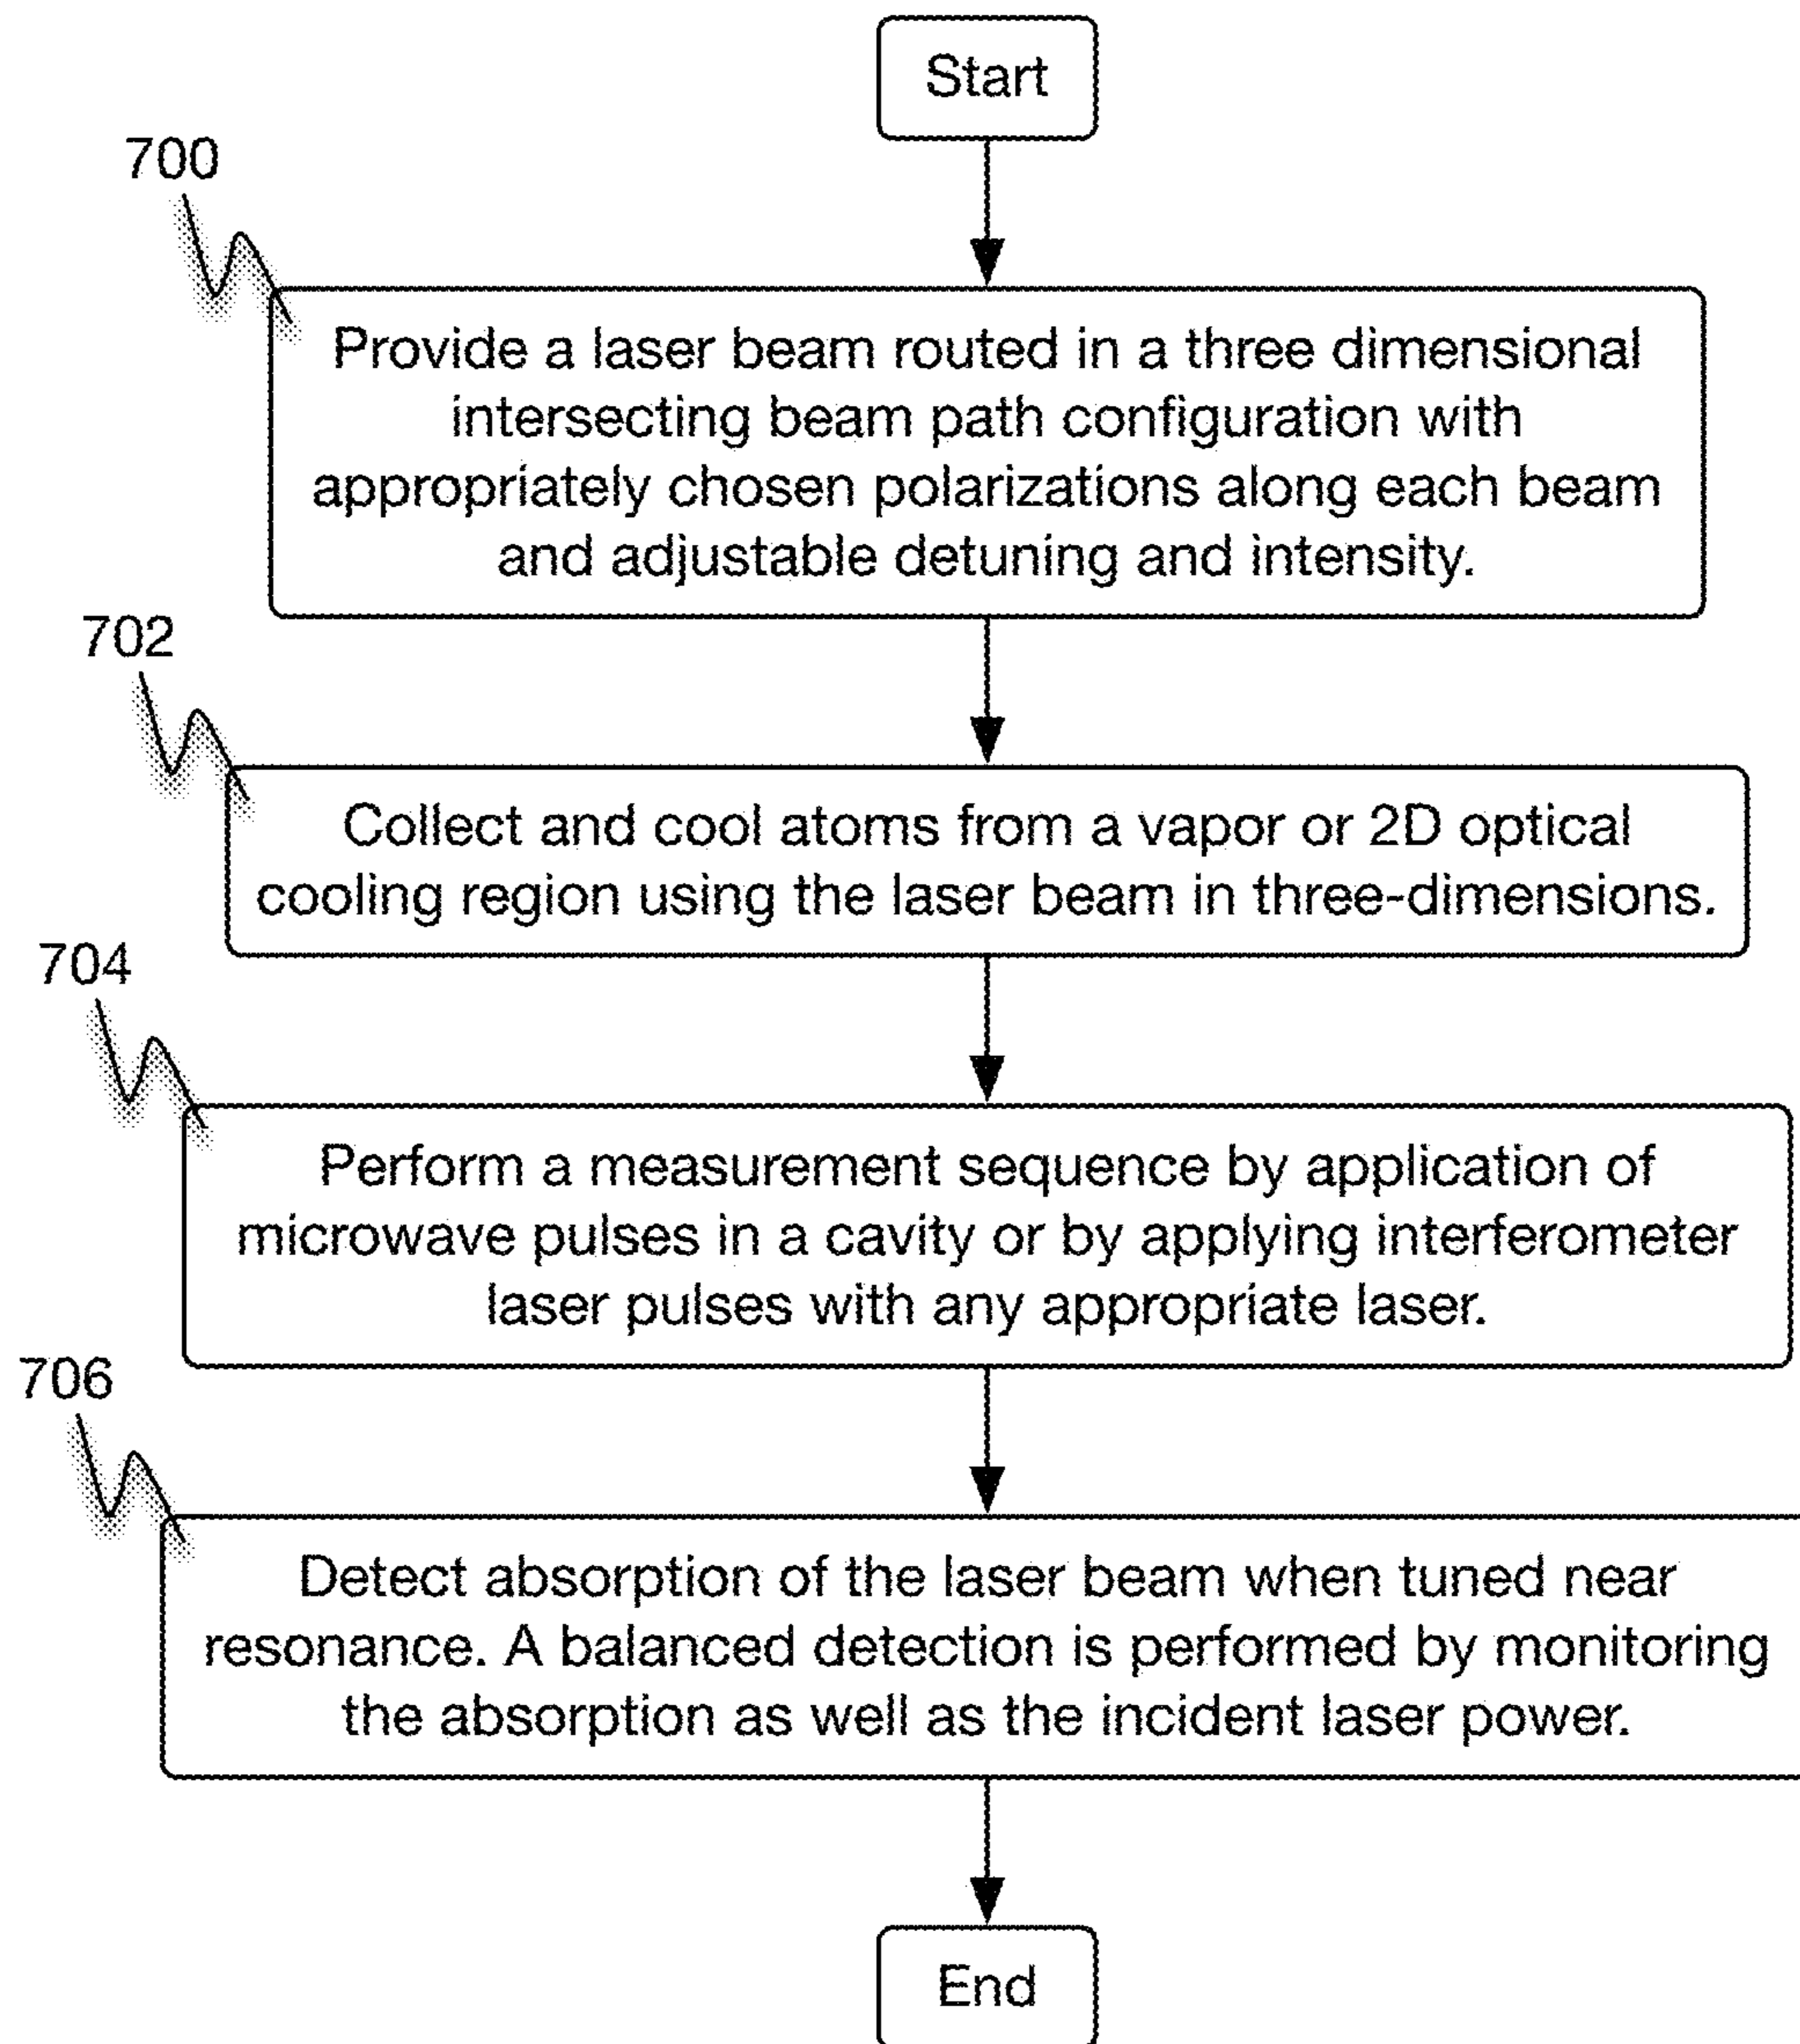 Start
700
Provide a laser beam routed in a three dimensional
intersecting beam path configuration with
appropriately chosen polarizations along each beam
and adjustable detuning and intensity.
702
Collect and cool atoms from a vapor or 2D optical
cooling region using the laser beam in three-dimensions.
704
Perform a measurement sequence by application of
microwave pulses in a cavity or by applying interferometer
laser pulses with any appropriate laser.
706
Detect absorption of the laser beam when tuned near
resonance. A balanced detection is performed by monitoring
the absorption as well as the incident laser power.
End